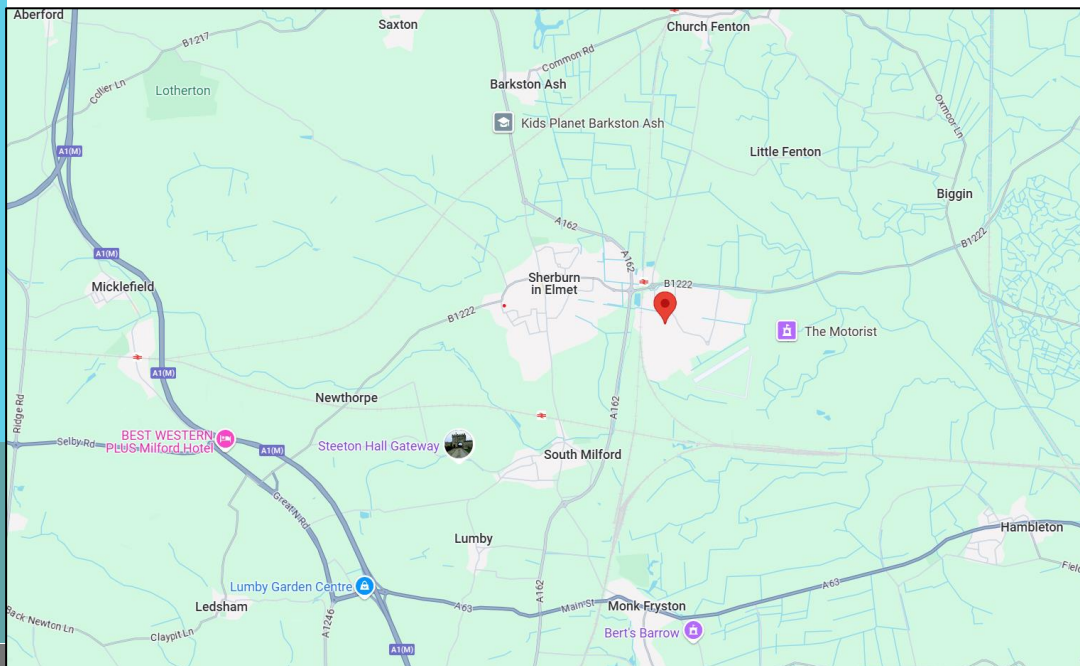 Aberford
Saxton
Church Fenton
B1217
Common Rd
Collier Ln
Lotherton
Barkston Ash
Oxmoor Ln
Kids Planet Barkston Ash
A1(M)
Little Fenton
Biggin
A162
B1222
A1(M)
A162
Micklefield
Sherburn
in Elmet
B1222
B1222
The Motorist
A1(M)
Ridge Rd
Newthorpe
A162
BEST WESTERN
PLUS Milford Hotel
Selby Rd
A1(M)
Steeton Hall Gateway
South Milford
Great N Rd
Hambleton
Lumby
Lumby Garden Centre
A63
Ledsham
A63
A162
Main St
Monk Fryston
Back Newton Ln
Claypit Ln
A1246
Bert's Barrow
A1(M)